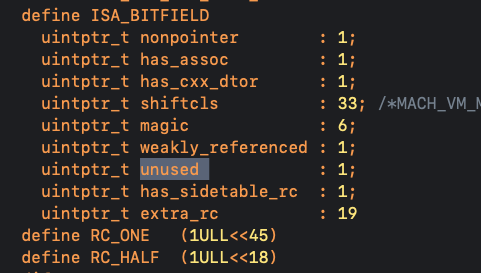 define ISA_BITFIELD
uintptr_t nonpointer : 1;
uintptr_t has_assoc : 1;
uintptr_t has_cxx_dtor : 1;
uintptr_t shiftcls : 33; /*MACH_VM_M
uintptr_t magic : 6;
uintptr_t weakly_referenced : 1;
uintptr_t unused : 1;
uintptr_t has_sidetable_rc : 1;
uintptr_t extra_rc : 19
define RC_ONE (1ULL<<45)
define RC_HALF (1ULL<<18)